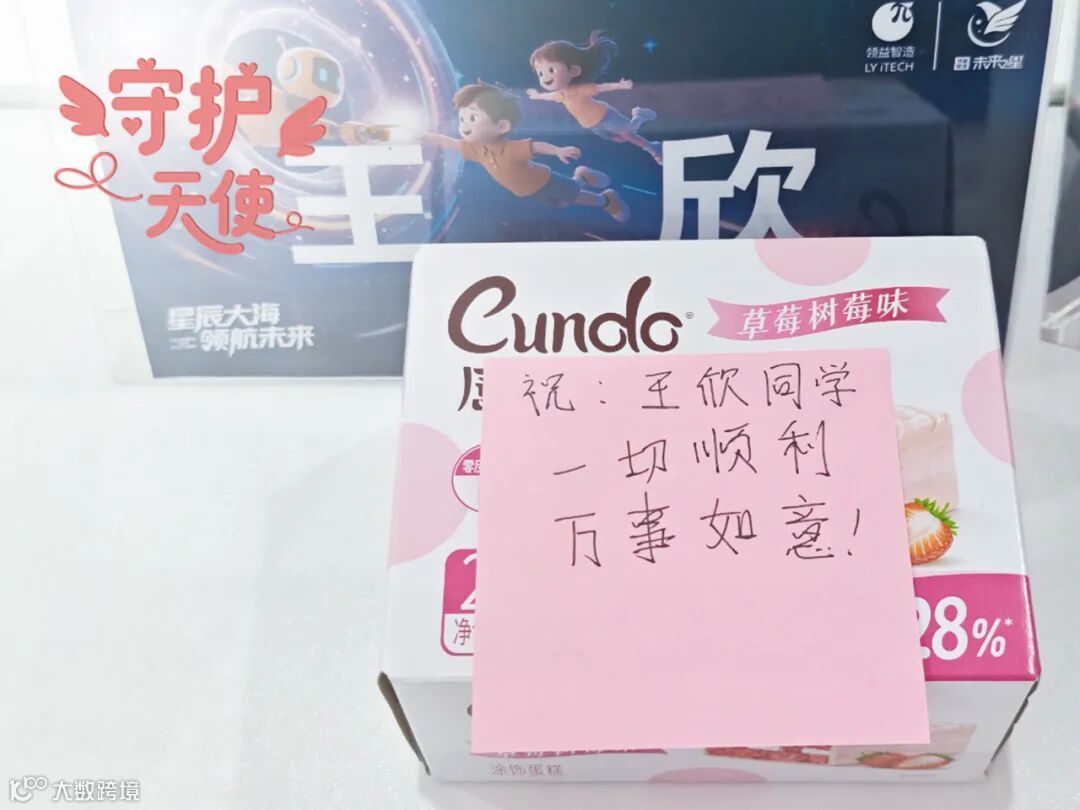 领益智造
LY iTECH
未来之星
守护
天使
王 欣
星辰大海
领航未来
Cundo®
草莓树莓味
祝：王欣同学
一切顺利
万事如意！
28%*
涂饰蛋糕
大数跨境